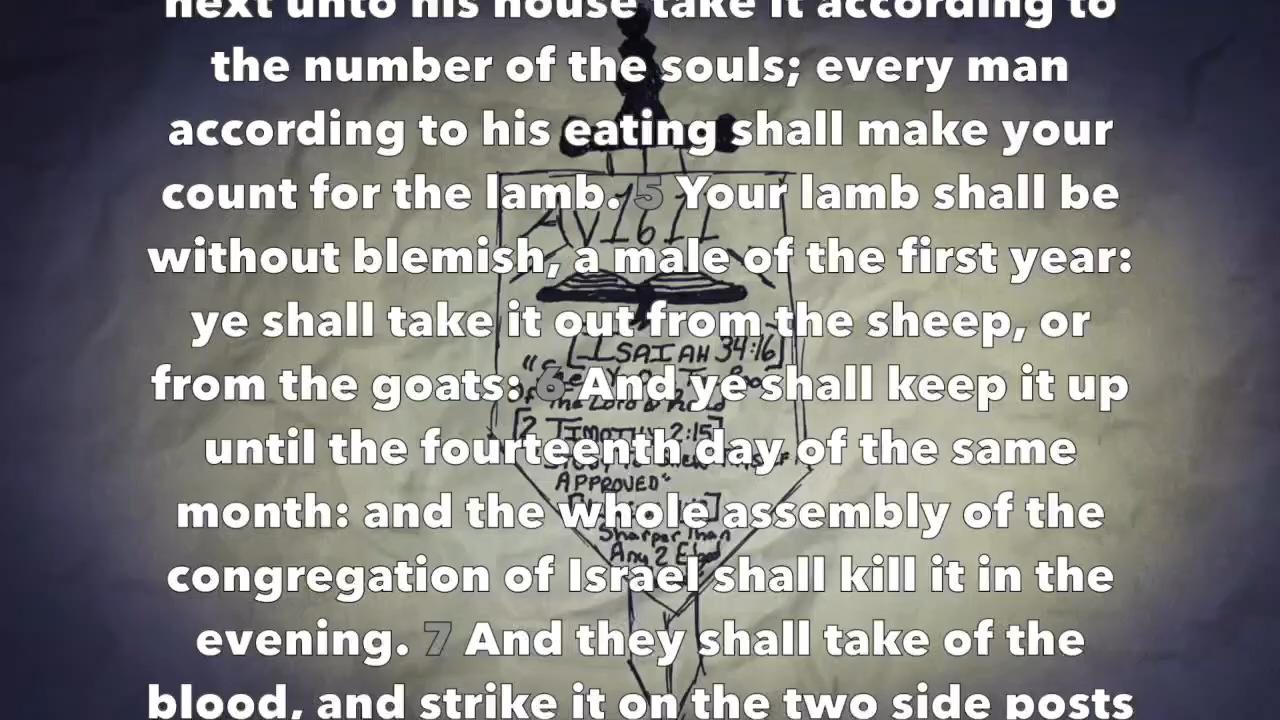 next unto his house take it according to
the number of the souls; every man
according to his eating shall make your
count for the lamb. 5 Your lamb shall be
without blemish, a male of the first year:
ye shall take it out from the sheep, or
from the goats: 6 And ye shall keep it up
until the fourteenth day of the same
month: and the whole assembly of the
congregation of Israel shall kill it in the
evening. 7 And they shall take of the
blood, and strike it on the two side posts
AV1611
[ISAIAH 34:16]
the Lord & Read
[2 TIMOTHY 2:15]
APPROVED"
Sharper than
Any 2 Edged